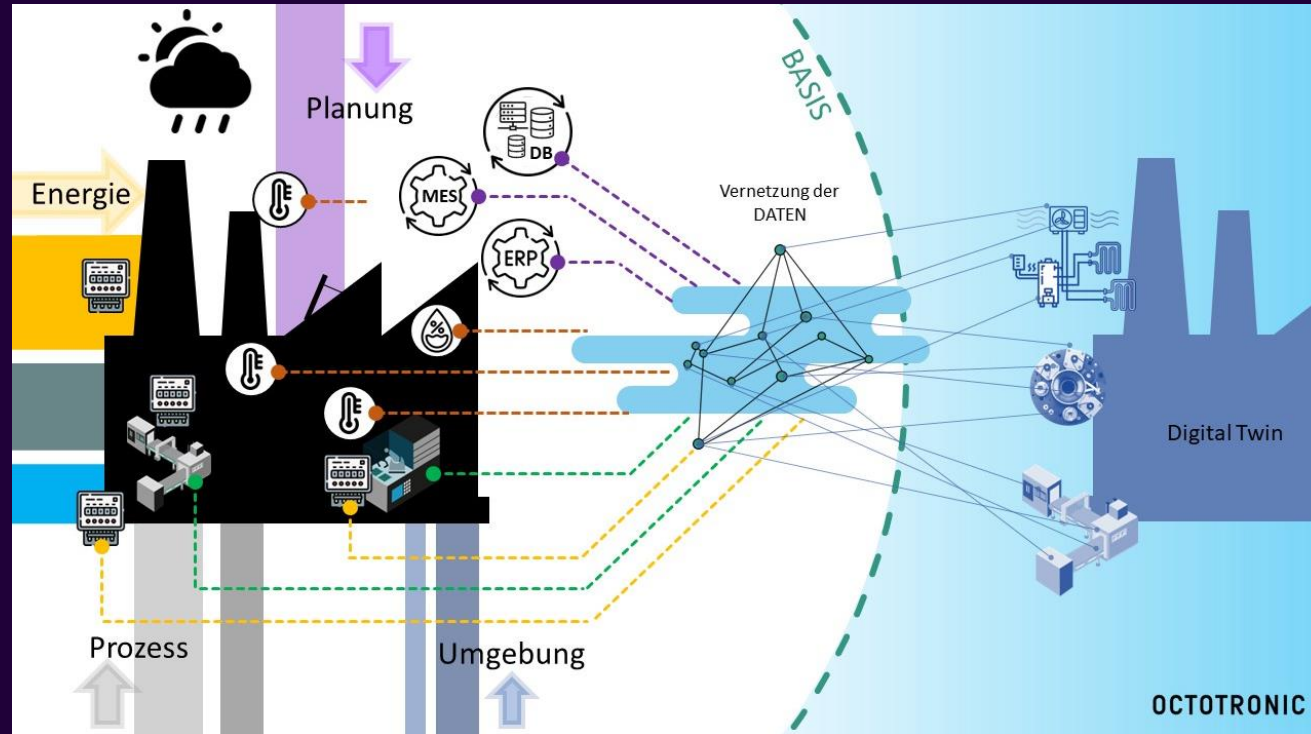 Planung
BASIS
DB
Energie
MES
Vernetzung der
DATEN
ERP
%
Digital Twin
Prozess
Umgebung
OCTOTRONIC